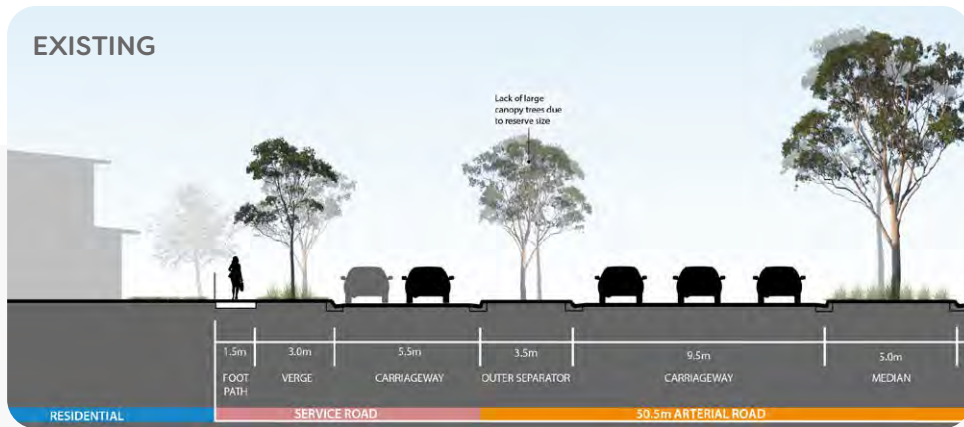 EXISTING
Lack of large
canopy trees due
to reserve size
1.5m
3.0m
5.5m
3.5m
9.5m
5.0m
FOOT
PATH
VERGE
CARRIAGEWAY
OUTER SEPARATOR
CARRIAGEWAY
MEDIAN
RESIDENTIAL
SERVICE ROAD
50.5m ARTERIAL ROAD